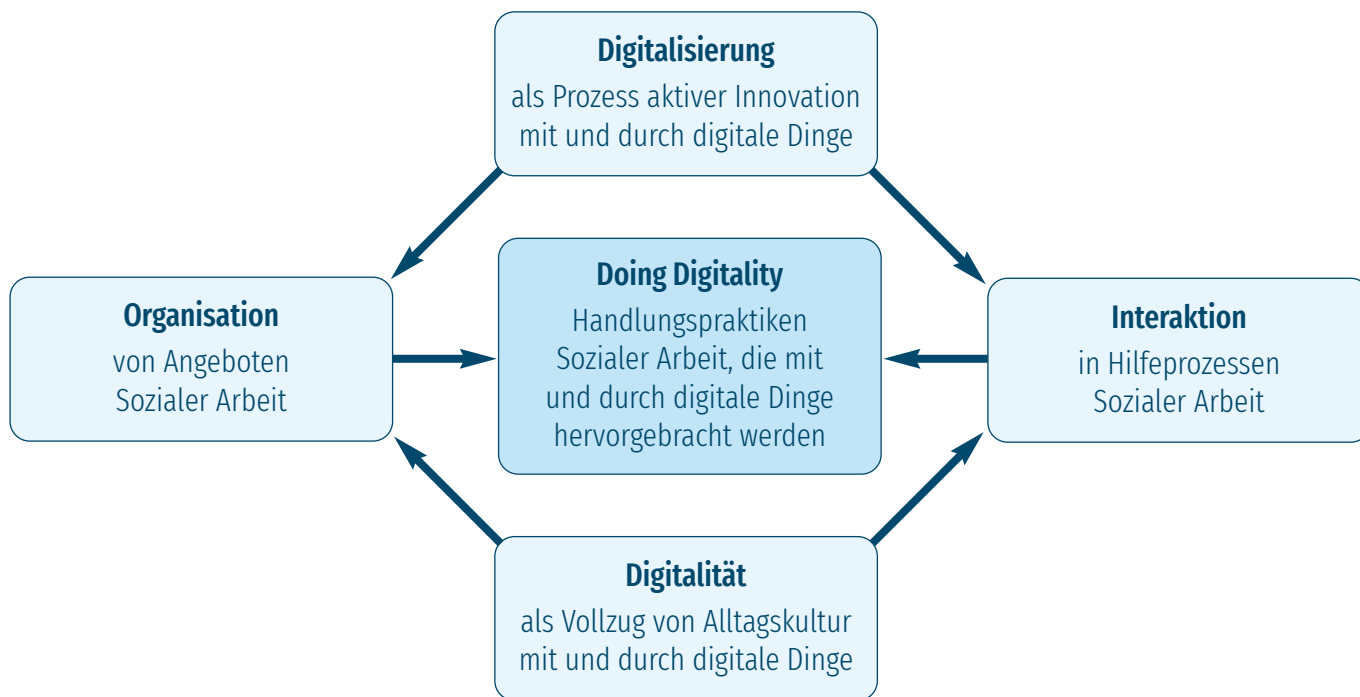 Digitalisierung
als Prozess aktiver Innovation
mit und durch digitale Dinge
Organisation
von Angeboten
Sozialer Arbeit
Doing Digitality
Handlungspraktiken
Sozialer Arbeit, die mit
und durch digitale Dinge
hervorgebracht werden
Interaktion
in Hilfeprozessen
Sozialer Arbeit
Digitalität
als Vollzug von Alltagskultur
mit und durch digitale Dinge